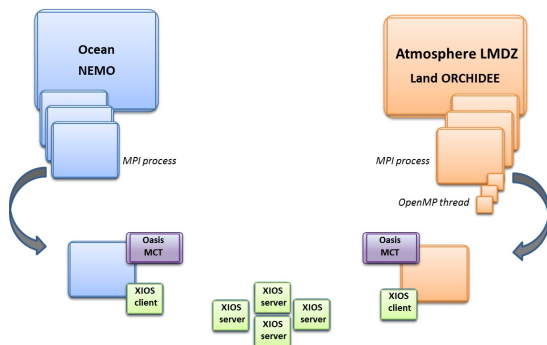 Ocean
NEMO
MPI process
Atmosphere LMDZ
Land ORCHIDEE
MPI process
OpenMP thread
Oasis
MCT
XIOS
client
XIOS
server
XIOS
server
XIOS
server
XIOS
server
Oasis
MCT
XIOS
client